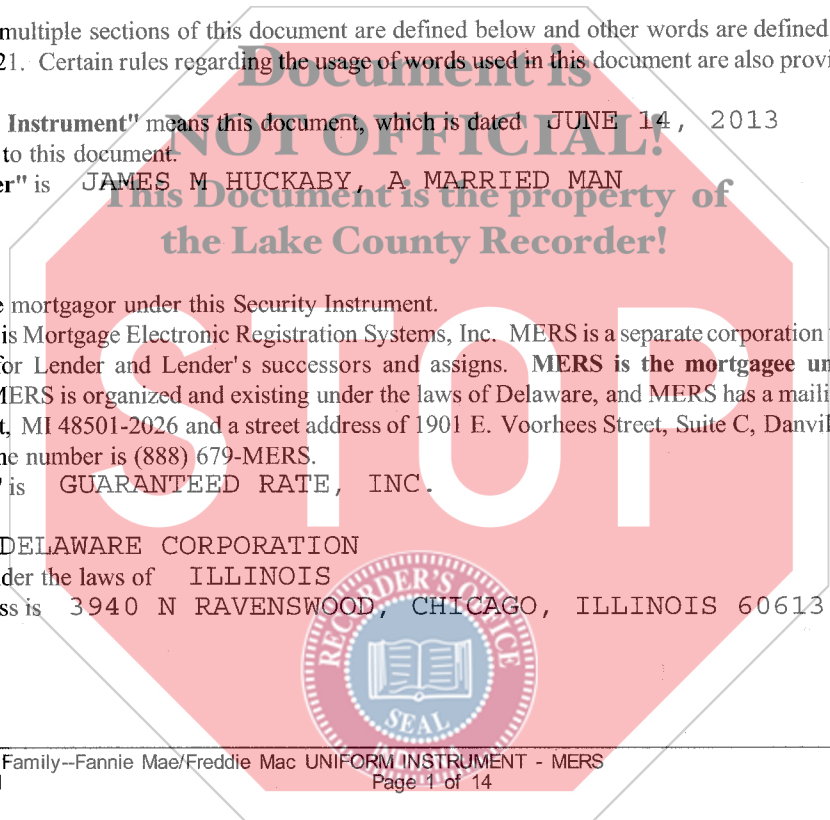 multiple sections of this document are defined below and other words are defined
21. Certain rules regarding the usage of words used in this document are also provi
Document is
Instrument" means this document, which is dated JUNE 14, 2013
NOT OFFICIAL!
to this document.
er" is JAMES M HUCKABY, A MARRIED MAN
This Document is the property of
the Lake County Recorder!
e mortgagor under this Security Instrument.
is Mortgage Electronic Registration Systems, Inc. MERS is a separate corporation
for Lender and Lender's successors and assigns. MERS is the mortgagee un
MERS is organized and existing under the laws of Delaware, and MERS has a maili
t, MI 48501-2026 and a street address of 1901 E. Voorhees Street, Suite C, Danvil
ne number is (888) 679-MERS.
STOP
" is GUARANTEED RATE, INC.
DELAWARE CORPORATION
der the laws of ILLINOIS
ss is 3940 N RAVENSWOOD, CHICAGO, ILLINOIS 60613
RECORDER'S OFFICE
SEAL
INDIANA
Family--Fannie Mae/Freddie Mac UNIFORM INSTRUMENT - MERS
Page 1 of 14